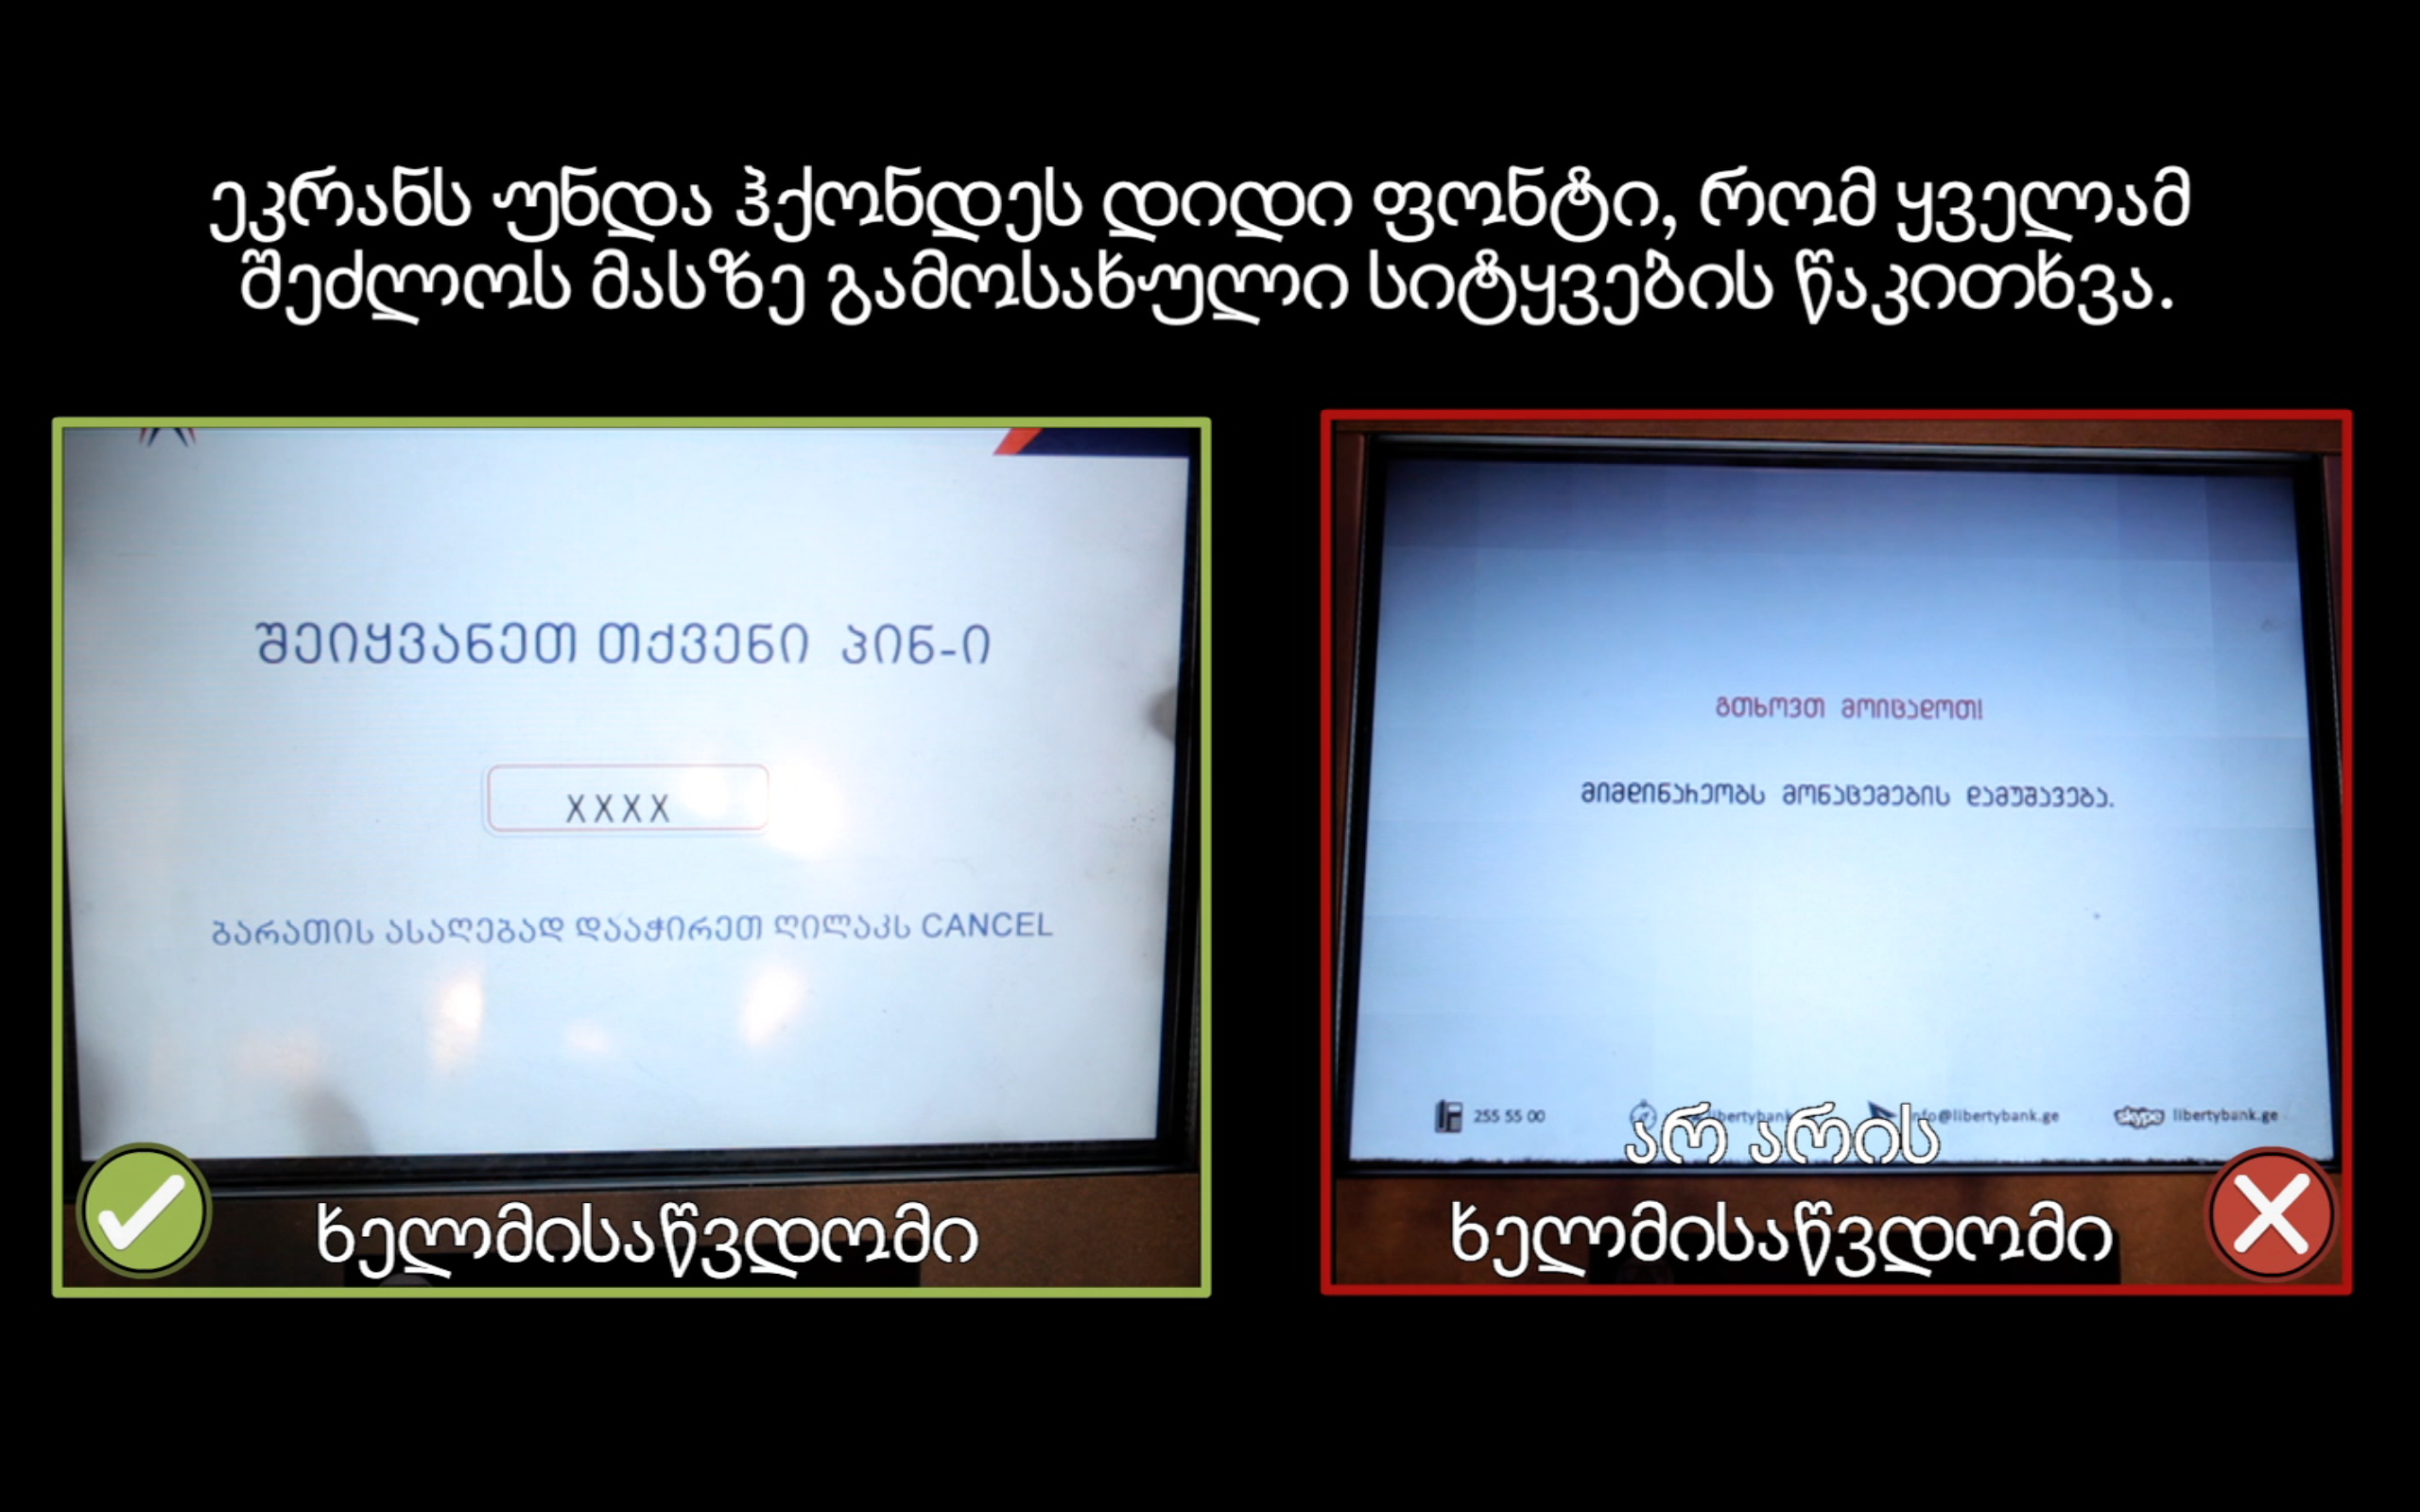 ეკრანს უნდა ჰქონდეს დიდი ფონტი, რომ ყველამ
შეძლოს მასზე გამოსახული სიტყვების წაკითხვა.
შეიყვანეთ თქვენი პინ-ი
XXXX
ბარათის ასაღებად დააჭირეთ ღილაკს CANCEL
ხელმისაწვდომი
გთხოვთ მოიცადოთ!
მიმდინარეობს მონაცემების დამუშავება.
255 55 00
info@libertybank.ge
skype libertybank.ge
არ არის
ხელმისაწვდომი